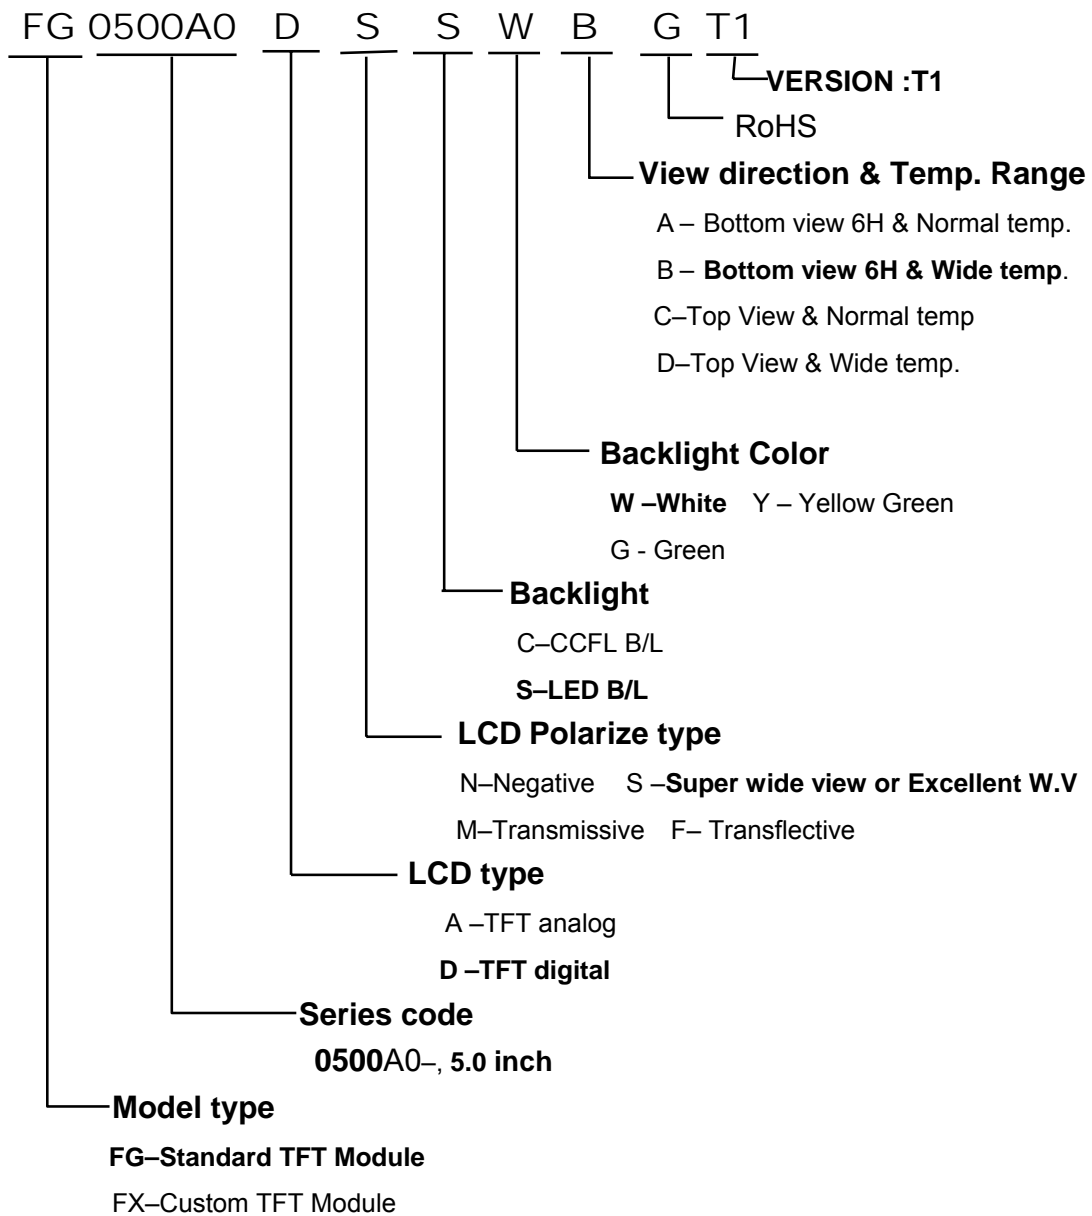 FG 0500A0 D S S W B G T1
VERSION :T1
RoHS
View direction & Temp. Range
A – Bottom view 6H & Normal temp.
B – Bottom view 6H & Wide temp.
C–Top View & Normal temp
D–Top View & Wide temp.
Backlight Color
W –White Y – Yellow Green
G - Green
Backlight
C–CCFL B/L
S–LED B/L
LCD Polarize type
N–Negative S –Super wide view or Excellent W.V
M–Transmissive F– Transflective
LCD type
A –TFT analog
D –TFT digital
Series code
0500A0–, 5.0 inch
Model type
FG–Standard TFT Module
FX–Custom TFT Module